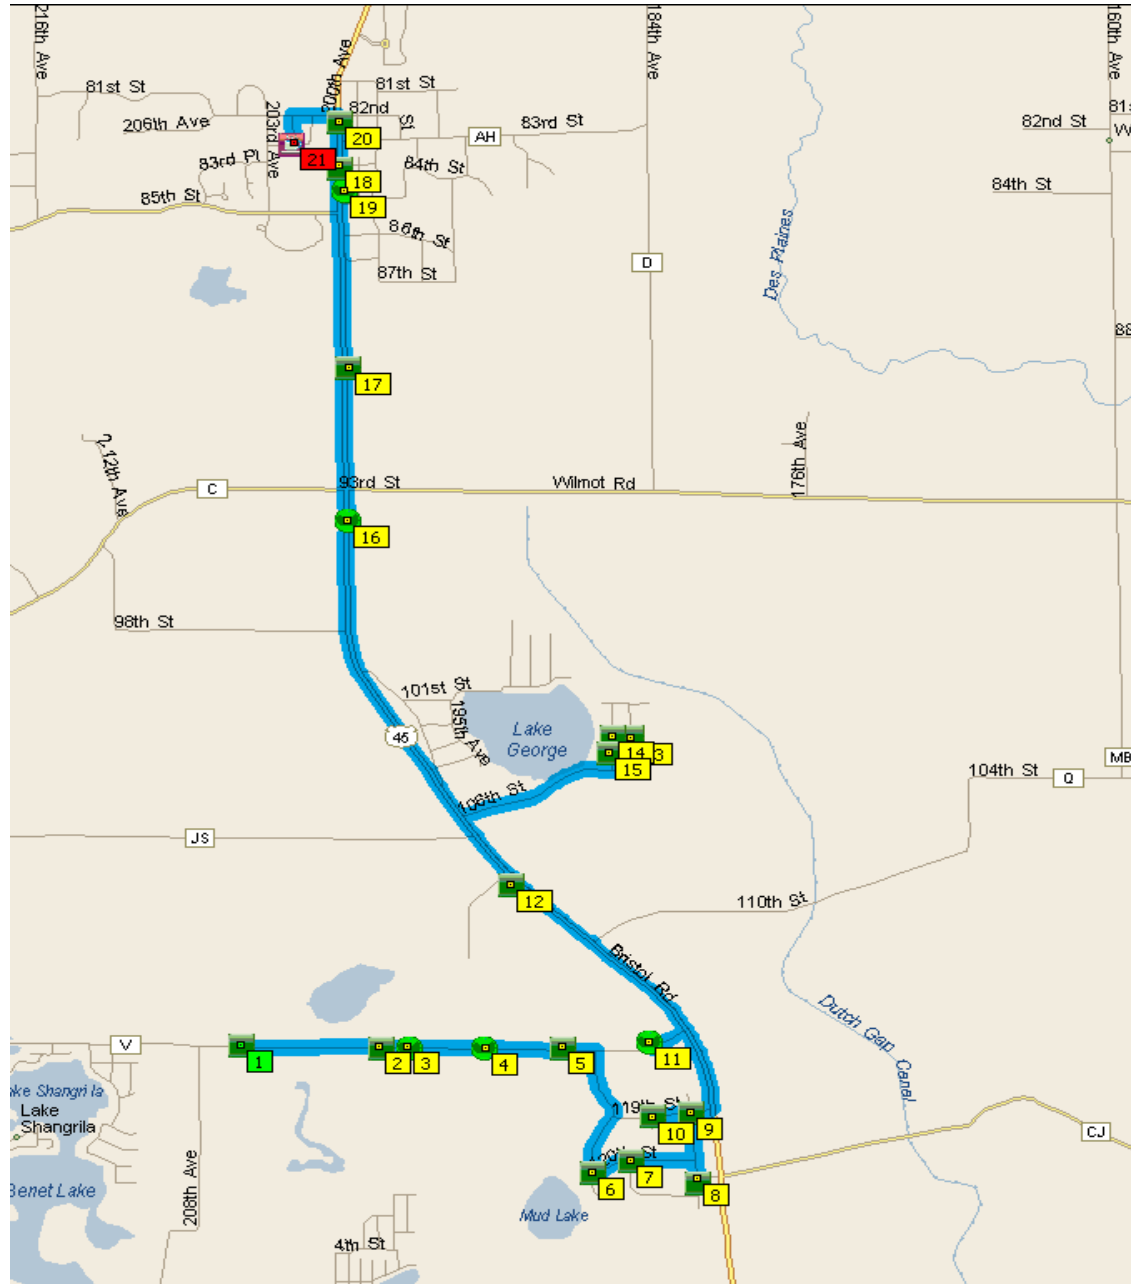 216th Ave
200th Ave
184th Ave
160th Ave
81st St
81st St
206th Ave
203rd Ave
82nd
St
83rd St
AH
82nd St
20
21
83rd Pl
84th St
18
84th St
85th St
19
86th St
87th St
D
Des Plaines
17
212th Ave
176th Ave
C
93rd St
Wilmot Rd
16
98th St
101st St
195th Ave
45
Lake
George
14
3
15
106th St
104th St
Q
MB
JS
12
110th St
Bristol Rd
Dutch Gap Canal
V
1
2
3
4
5
11
Lake
Shangrila
119th St
10
9
CJ
208th Ave
St
7
6
8
Benet Lake
Mud Lake
4th St